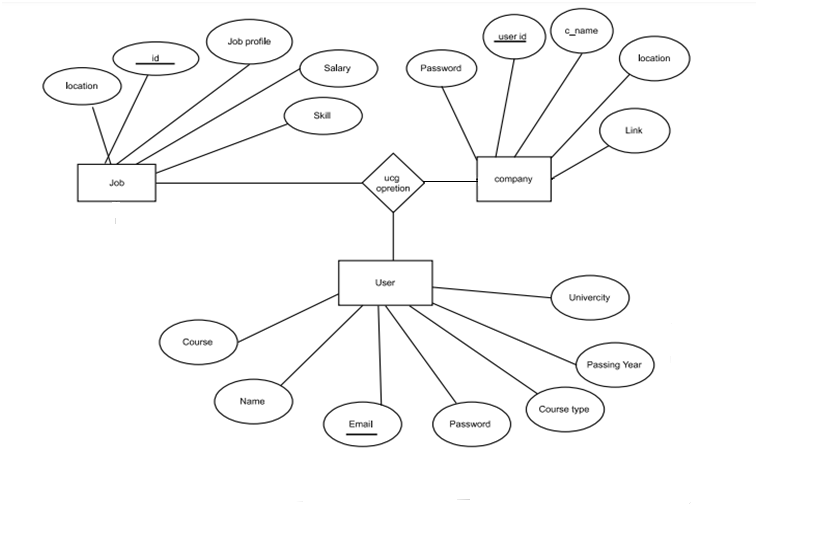 Job profile
id
location
Salary
Skill
Job
user id
c_name
Password
location
Link
company
ucg
opretion
User
Univercity
Course
Passing Year
Name
Course type
Email
Password